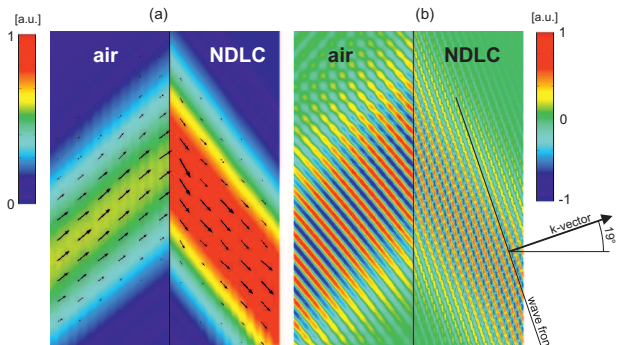 [a.u.]
(a)
(b)
[a.u.]
1
air
NDLC
air
NDLC
1
0
0
-1
k-vector
19°
wave fron